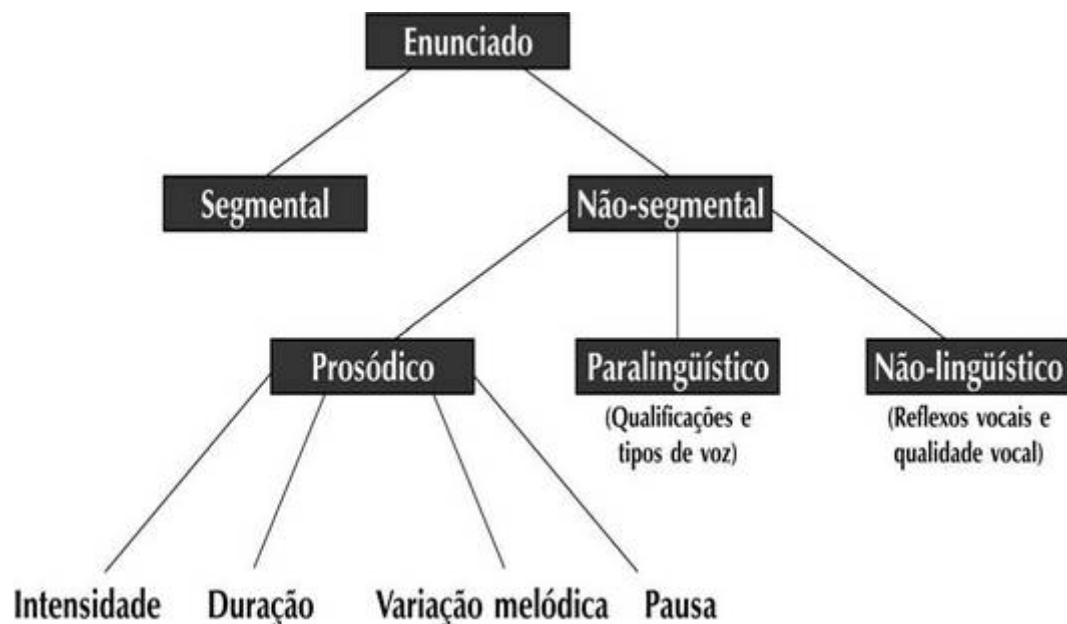 Enunciado
Segmental
Não-segmental
Prosódico
Paralingüístico
Não-lingüístico
(Qualificações e
tipos de voz)
(Reflexos vocais e
qualidade vocal)
Intensidade
Duração
Variação melódica
Pausa